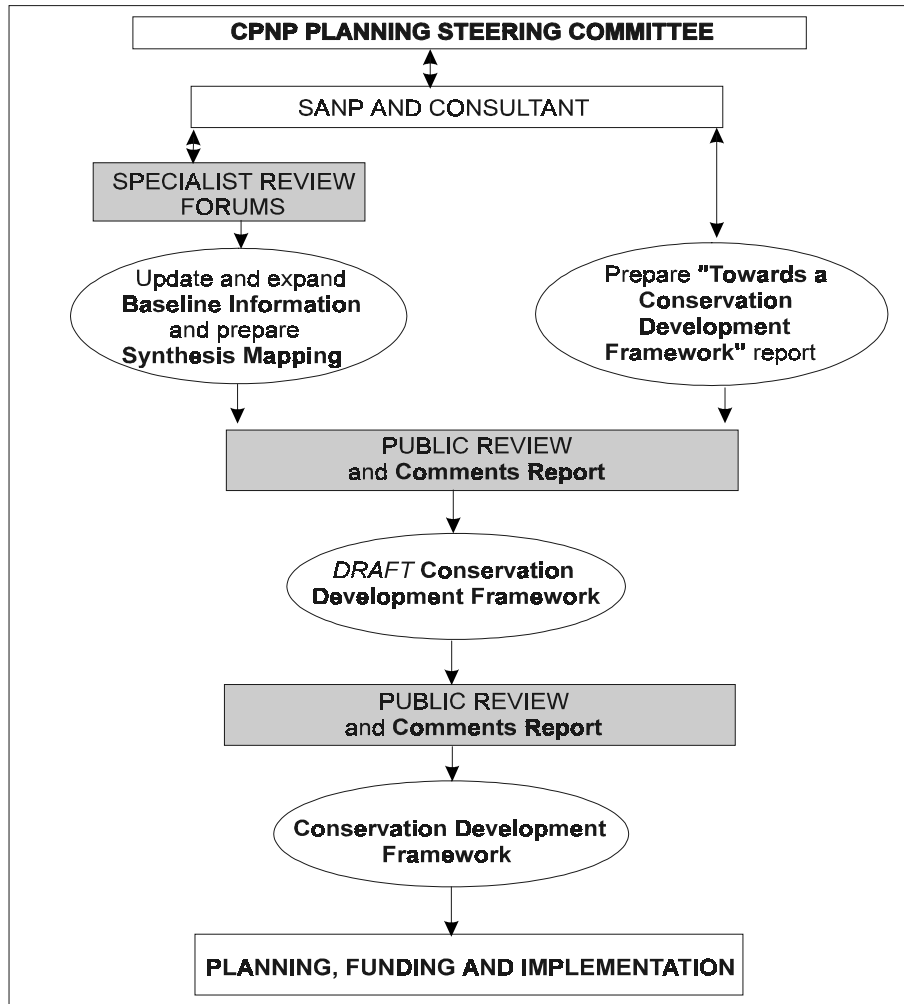 CPNP PLANNING STEERING COMMITTEE
SANP AND CONSULTANT
SPECIALIST REVIEW
FORUMS
Update and expand
Baseline Information
and prepare
Synthesis Mapping
Prepare "Towards a
Conservation
Development
Framework" report
PUBLIC REVIEW
and Comments Report
DRAFT Conservation
Development Framework
PUBLIC REVIEW
and Comments Report
Conservation Development
Framework
PLANNING, FUNDING AND IMPLEMENTATION